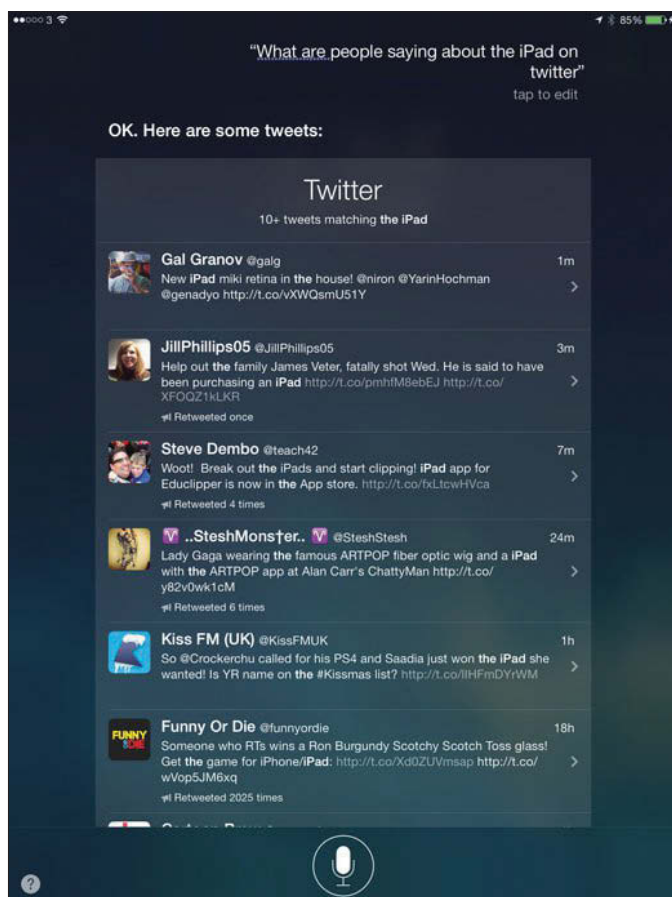 3 85%
“What are people saying about the iPad on
twitter”
tap to edit
OK. Here are some tweets:
Twitter
10+ tweets matching the iPad
Gal Granov @galg 1m
New iPad miki retina in the house! @niron @YarinHochman
@genadyo http://t.co/vXWQsmU51Y
JillPhillips05 @JillPhillips05 3m
Help out the family James Veter, fatally shot Wed. He is said to have
been purchasing an iPad http://t.co/pmhfM8ebEJ http://t.co/
XFOQZ1kLKR
Retweeted once
Steve Dembo @teach42 7m
Woot! Break out the iPads and start clipping! iPad app for
Educlipper is now in the App store. http://t.co/fxLtcwHVca
Retweeted 4 times
♈ ..SteshMons†er.. ♈ @SteshStesh 24m
Lady Gaga wearing the famous ARTPOP fiber optic wig and a iPad
with the ARTPOP app at Alan Carr's ChattyMan http://t.co/
y82v0wk1cM
Retweeted 6 times
Kiss FM (UK) @KissFMUK 1h
So @Crockerchu called for his PS4 and Saadia just won the iPad she
wanted! Is YR name on the #Kissmas list? http://t.co/lIHFmDYrWM
FUNNY
OR DIE
Funny Or Die @funnyordie 18h
Someone who RTs wins a Ron Burgundy Scotchy Scotch Toss glass!
Get the game for iPhone/iPad: http://t.co/Xd0ZUVmsap http://t.co/
wVop5JM6xq
Retweeted 2025 times
?